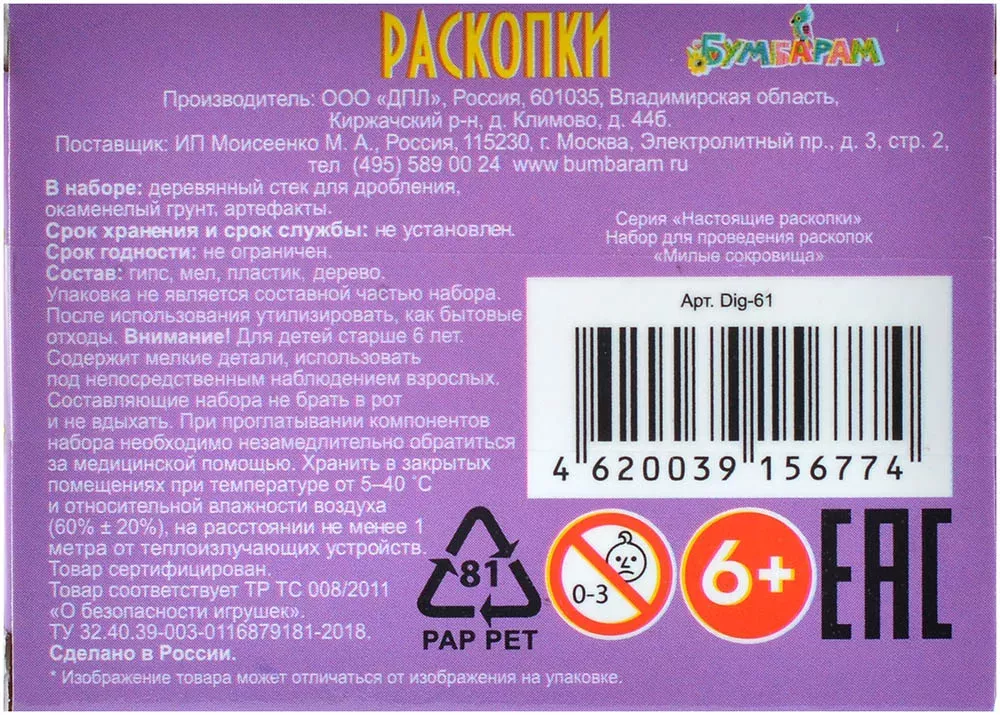 РАСКОПКИ
БУМБАРАМ
Производитель: ООО «ДПЛ», Россия, 601035, Владимирская область,
Киржачский р-н, д. Климово, д. 44б.
Поставщик: ИП Моисеенко М. А., Россия, 115230, г. Москва, Электролитный пр., д. 3, стр. 2,
тел (495) 589 00 24 www bumbaram ru
В наборе: деревянный стек для дробления,
окаменелый грунт, артефакты.
Срок хранения и срок службы: не установлен.
Срок годности: не ограничен.
Состав: гипс, мел, пластик, дерево.
Упаковка не является составной частью набора.
После использования утилизировать, как бытовые
отходы. Внимание! Для детей старше 6 лет.
Содержит мелкие детали, использовать
под непосредственным наблюдением взрослых.
Составляющие набора не брать в рот
и не вдыхать. При проглатывании компонентов
набора необходимо незамедлительно обратиться
за медицинской помощью. Хранить в закрытых
помещениях при температуре от 5–40 °С
и относительной влажности воздуха
(60% ± 20%), на расстоянии не менее 1
метра от теплоизлучающих устройств.
Товар сертифицирован.
Товар соответствует ТР ТС 008/2011
«О безопасности игрушек».
ТУ 32.40.39-003-0116879181-2018.
Сделано в России.
* Изображение товара может отличаться от изображения на упаковке.
Серия «Настоящие раскопки»
Набор для проведения раскопок
«Милые сокровища»
Арт. Dig-61
4 620039 156774
81
PAP PET
0-3
6+
EAC